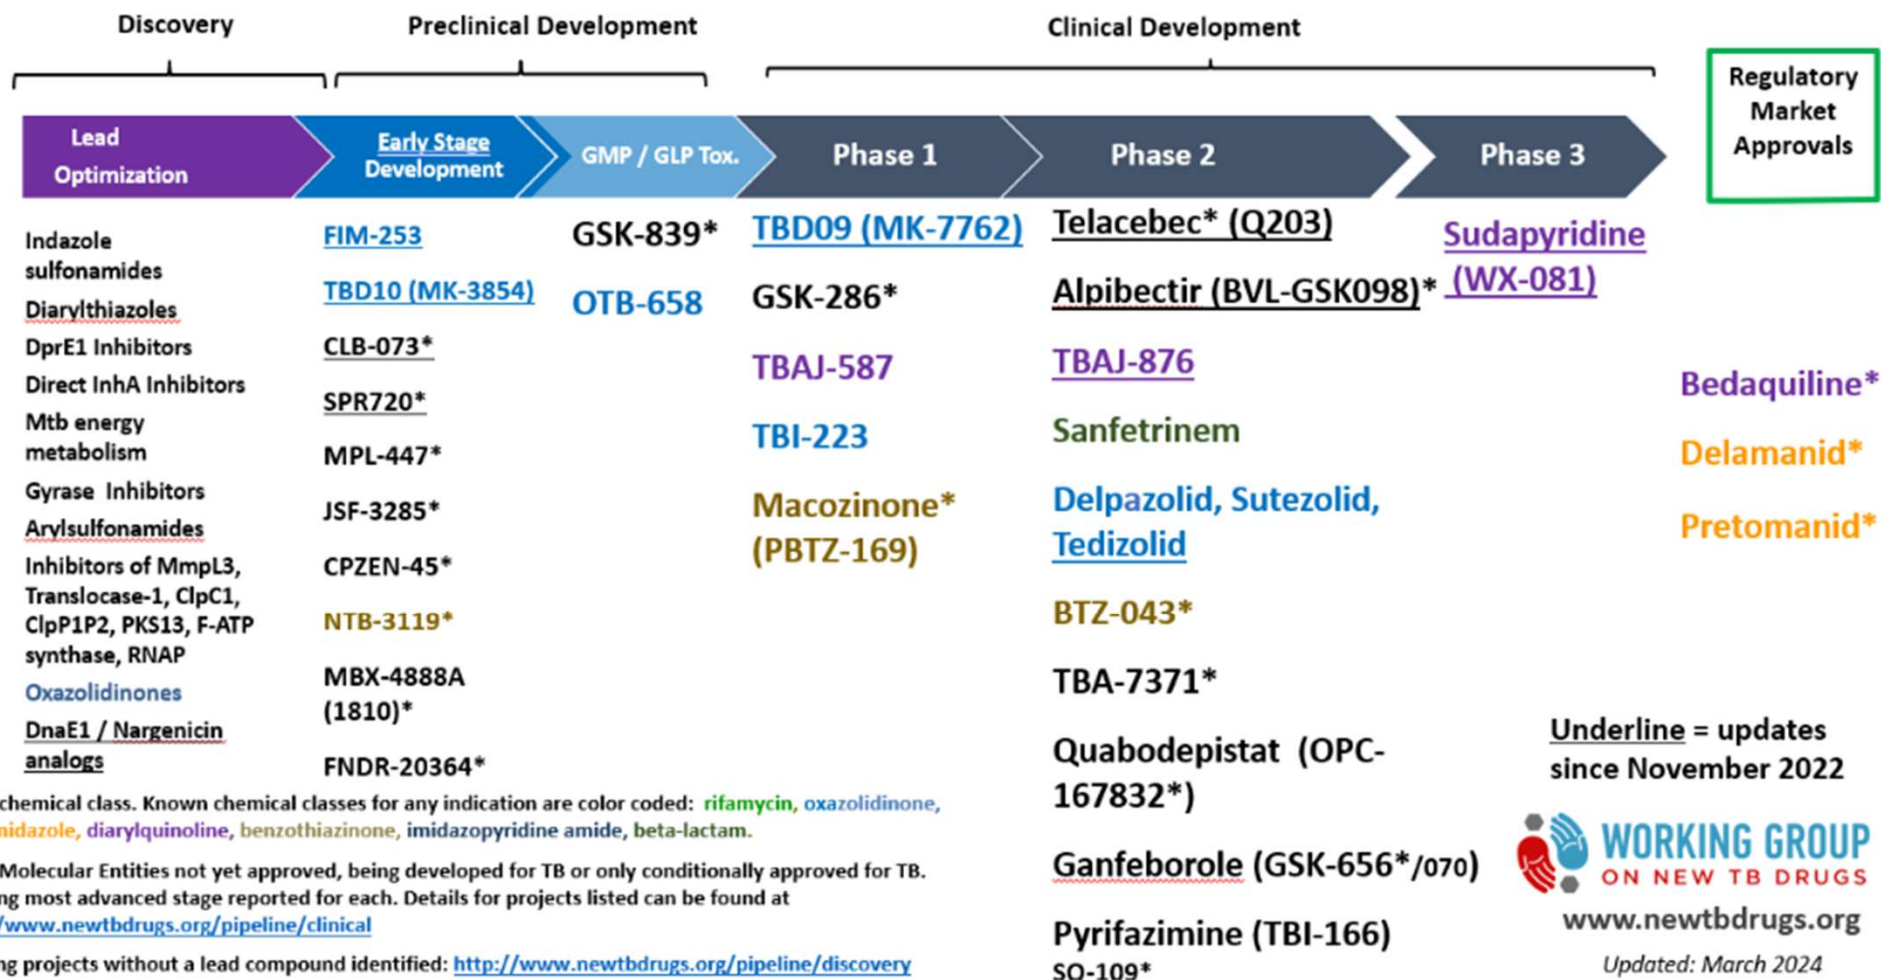 Discovery
Preclinical Development
Clinical Development
Regulatory
Market
Approvals
Lead
Optimization
Early Stage
Development
GMP / GLP Tox.
Phase 1
Phase 2
Phase 3
Indazole
sulfonamides
Diarylthiazoles
DprE1 Inhibitors
Direct InhA Inhibitors
Mtb energy
metabolism
Gyrase Inhibitors
Arylsulfonamides
Inhibitors of MmpL3,
Translocase-1, ClpC1,
ClpP1P2, PKS13, F-ATP
synthase, RNAP
Oxazolidinones
DnaE1 / Nargenicin
analogs
FIM-253
TBD10 (MK-3854)
CLB-073*
SPR720*
MPL-447*
JSF-3285*
CPZEN-45*
NTB-3119*
MBX-4888A
(1810)*
FNDR-20364*
GSK-839*
OTB-658
TBD09 (MK-7762)
GSK-286*
TBAJ-587
TBI-223
Macozinone*
(PBTZ-169)
Telacebec* (Q203)
Alpibectir (BVL-GSK098)*
TBAJ-876
Sanfetrinem
Delpazolid, Sutezolid,
Tedizolid
BTZ-043*
TBA-7371*
Quabodepistat (OPC-
167832*)
Ganfeborole (GSK-656*/070)
Pyrifazimine (TBI-166)
SQ-109*
Sudapyridine
(WX-081)
Bedaquiline*
Delamanid*
Pretomanid*
chemical class. Known chemical classes for any indication are color coded: rifamycin, oxazolidinone,
nidazole, diarylquinoline, benzothiazinone, imidazopyridine amide, beta-lactam.
Molecular Entities not yet approved, being developed for TB or only conditionally approved for TB.
ng most advanced stage reported for each. Details for projects listed can be found at
/www.newtbdrugs.org/pipeline/clinical
ng projects without a lead compound identified: http://www.newtbdrugs.org/pipeline/discovery
Underline = updates
since November 2022
WORKING GROUP
ON NEW TB DRUGS
www.newtbdrugs.org
Updated: March 2024